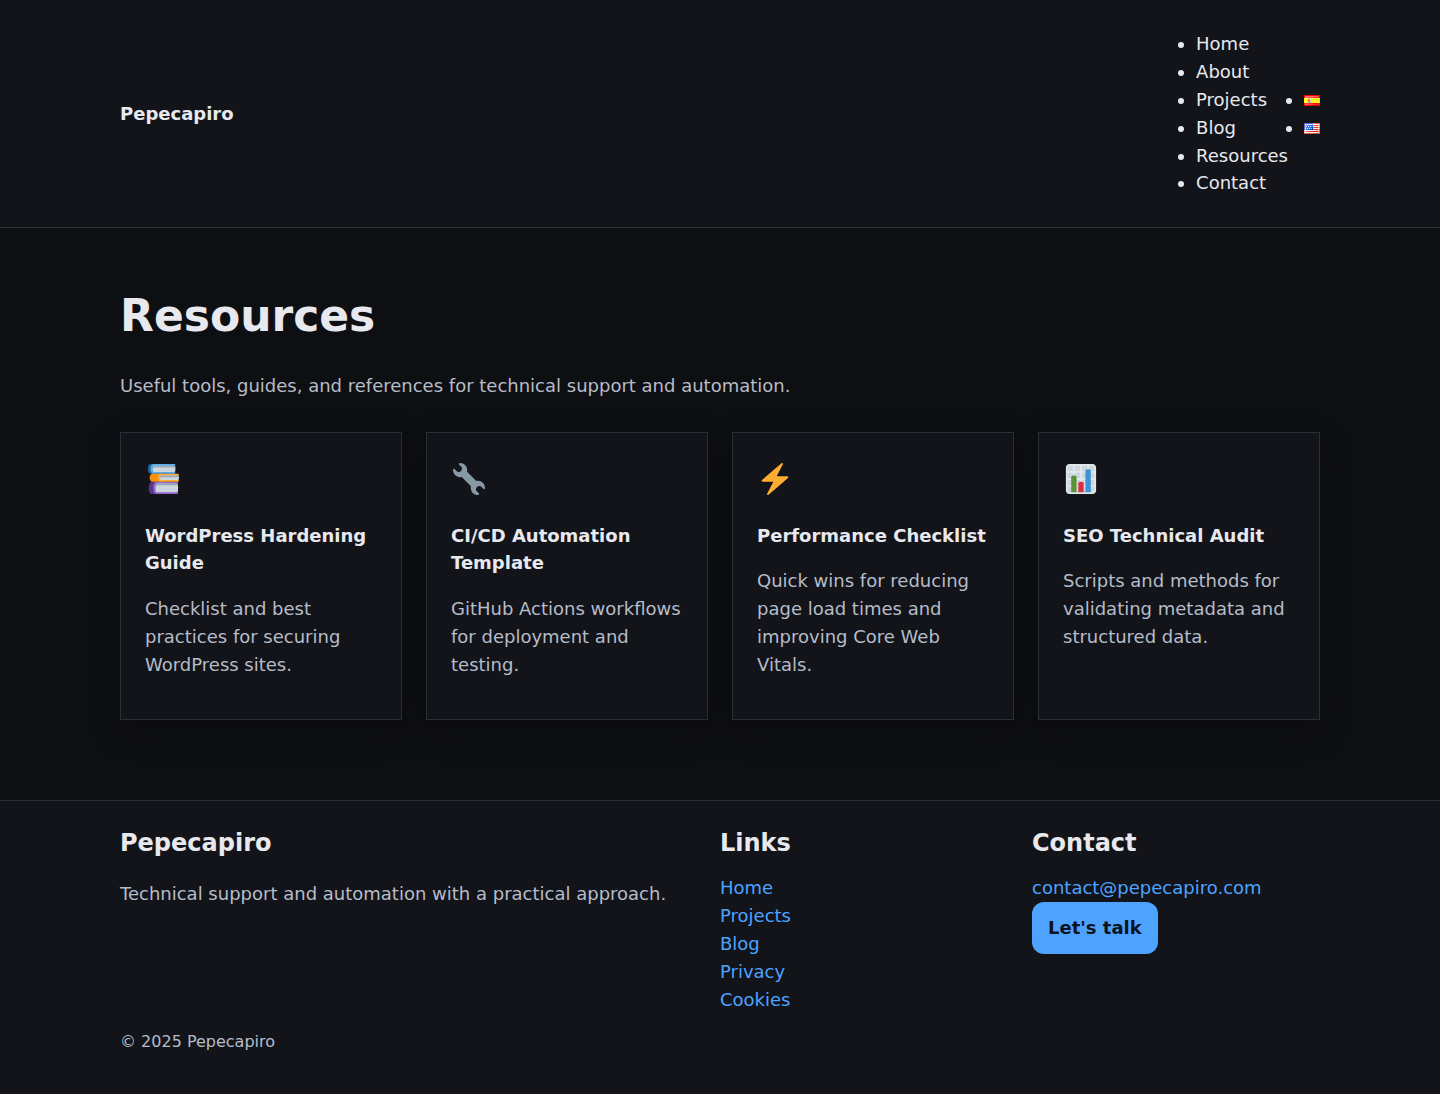 Pepecapiro
Home
About
Projects
Blog
Resources
Contact
Resources
Useful tools, guides, and references for technical support and automation.
WordPress Hardening
Guide
Checklist and best
practices for securing
WordPress sites.
CI/CD Automation
Template
GitHub Actions workflows
for deployment and
testing.
Performance Checklist
Quick wins for reducing
page load times and
improving Core Web
Vitals.
SEO Technical Audit
Scripts and methods for
validating metadata and
structured data.
Pepecapiro
Technical support and automation with a practical approach.
Links
Home
Projects
Blog
Privacy
Cookies
Contact
contact@pepecapiro.com
Let's talk
© 2025 Pepecapiro